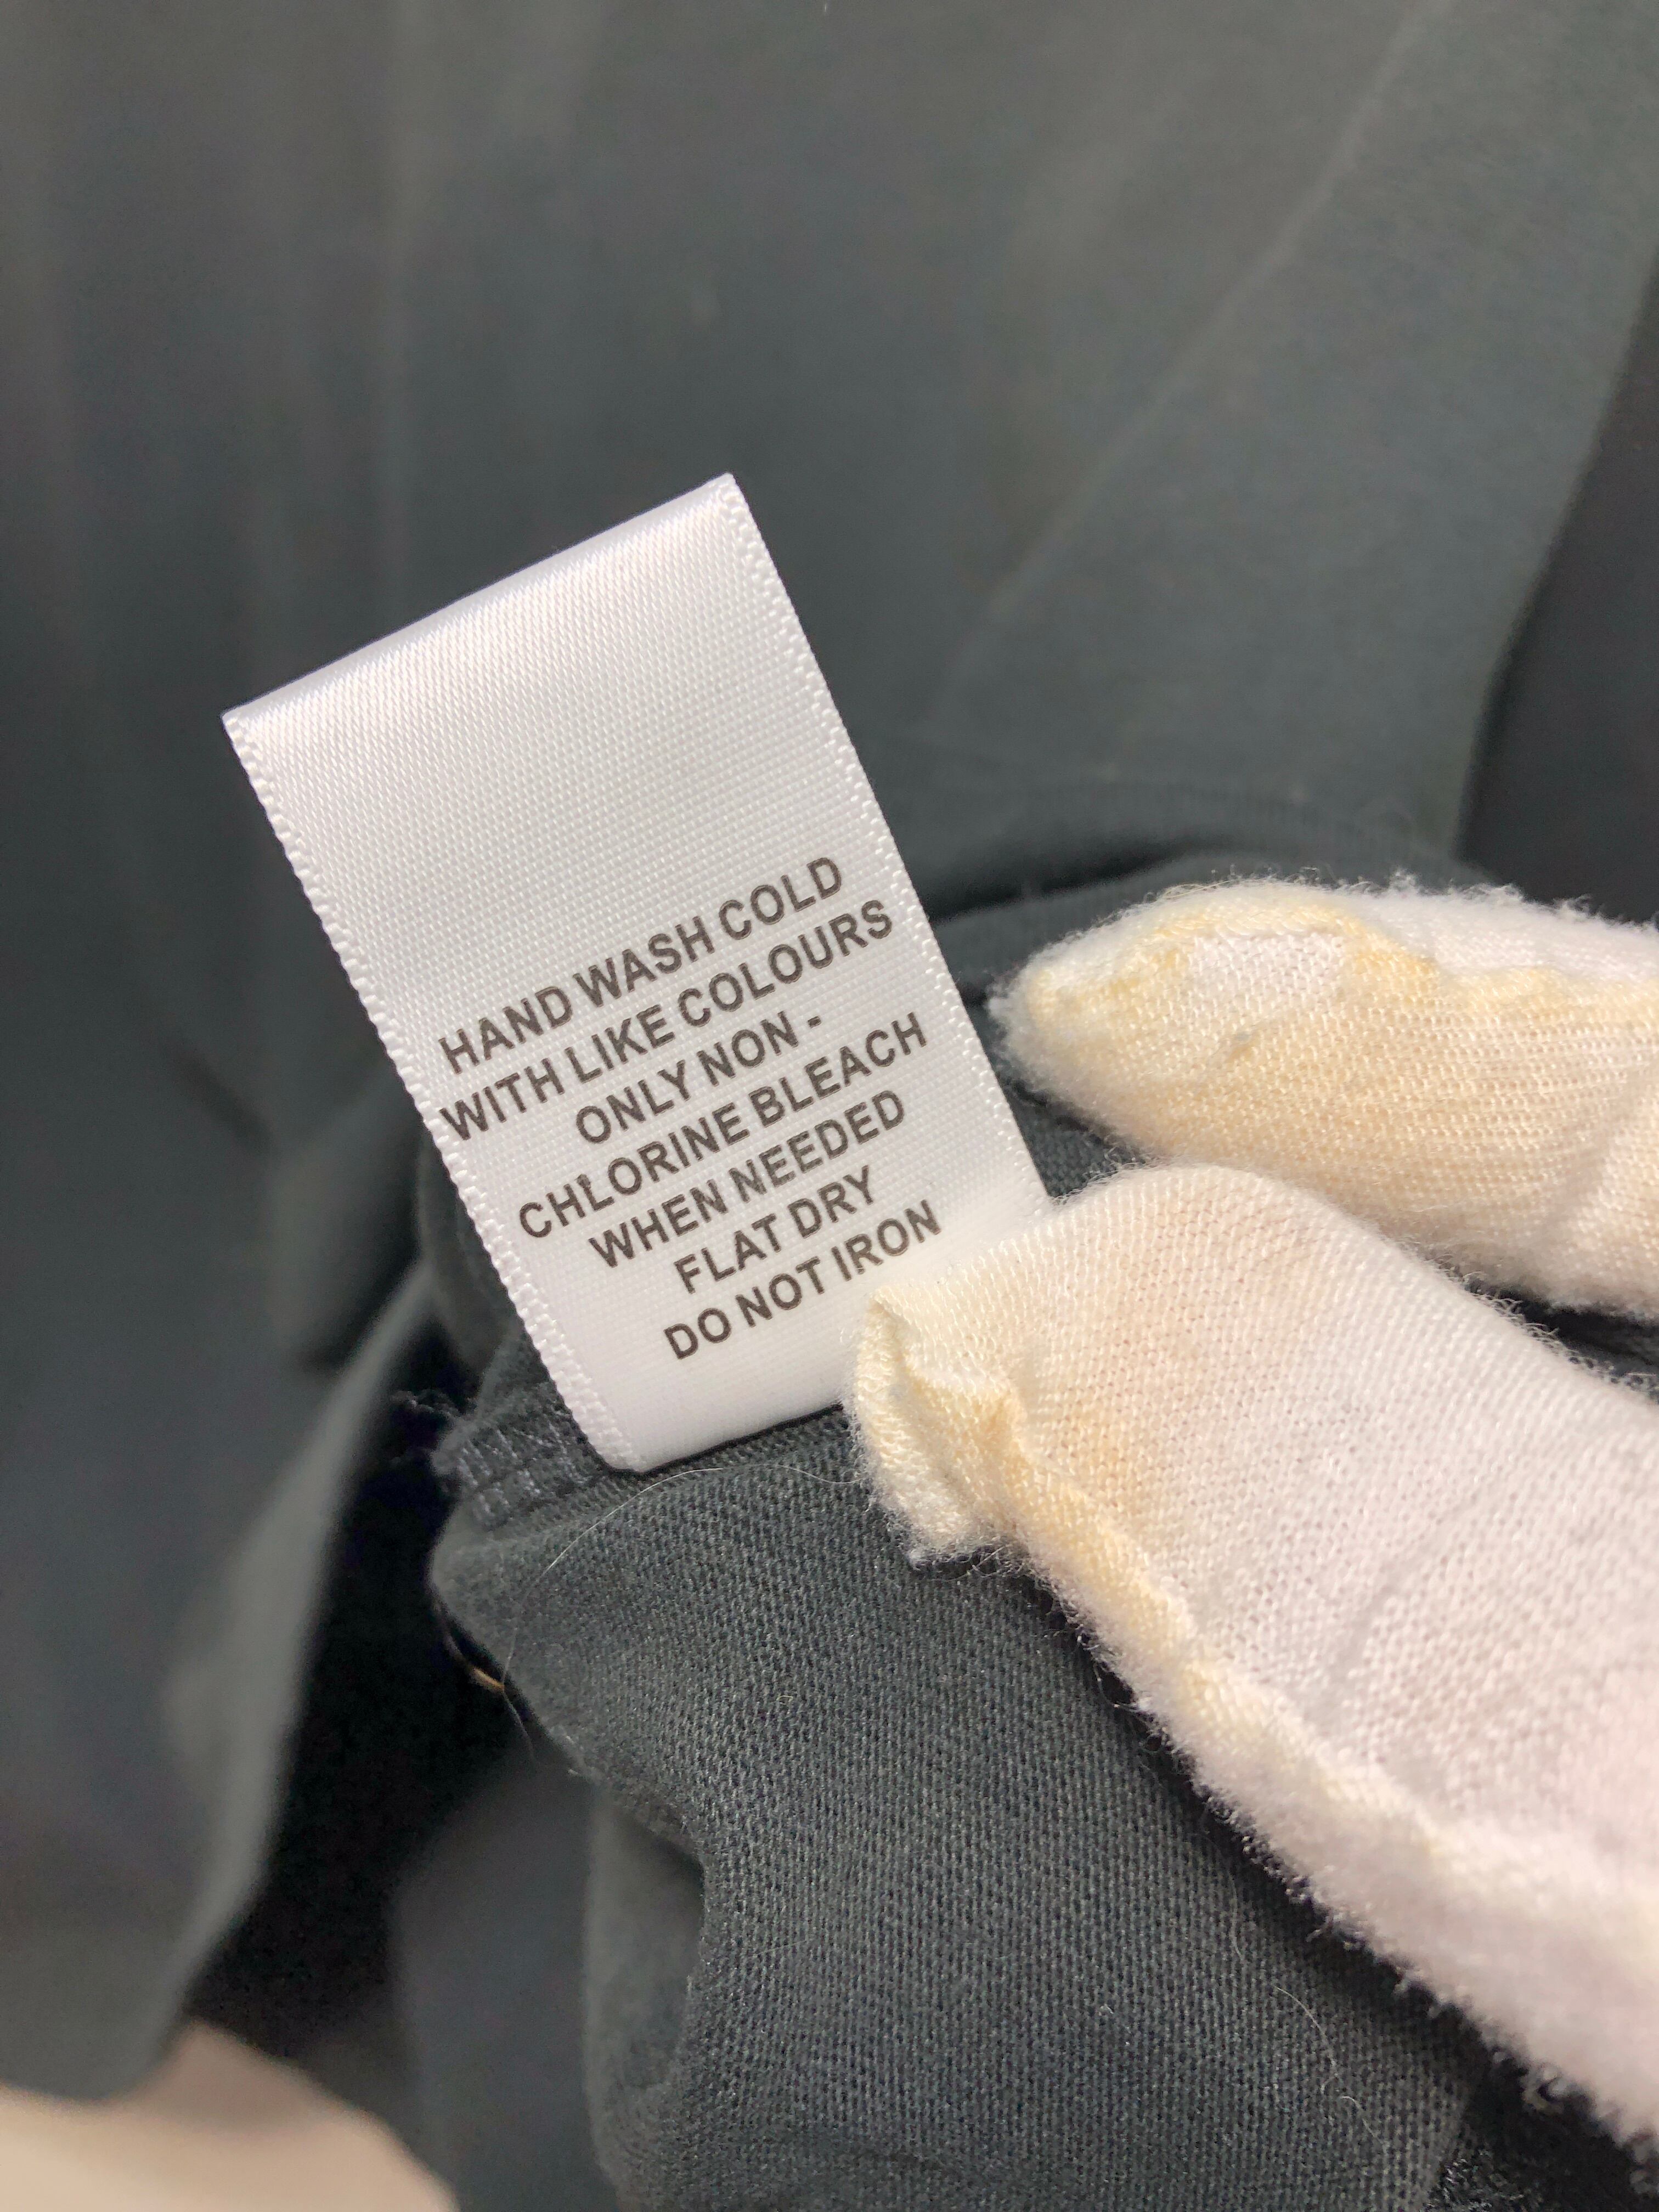 HAND WASH COLD
WITH LIKE COLOURS
ONLY NON -
CHLORINE BLEACH
WHEN NEEDED
FLAT DRY
DO NOT IRON